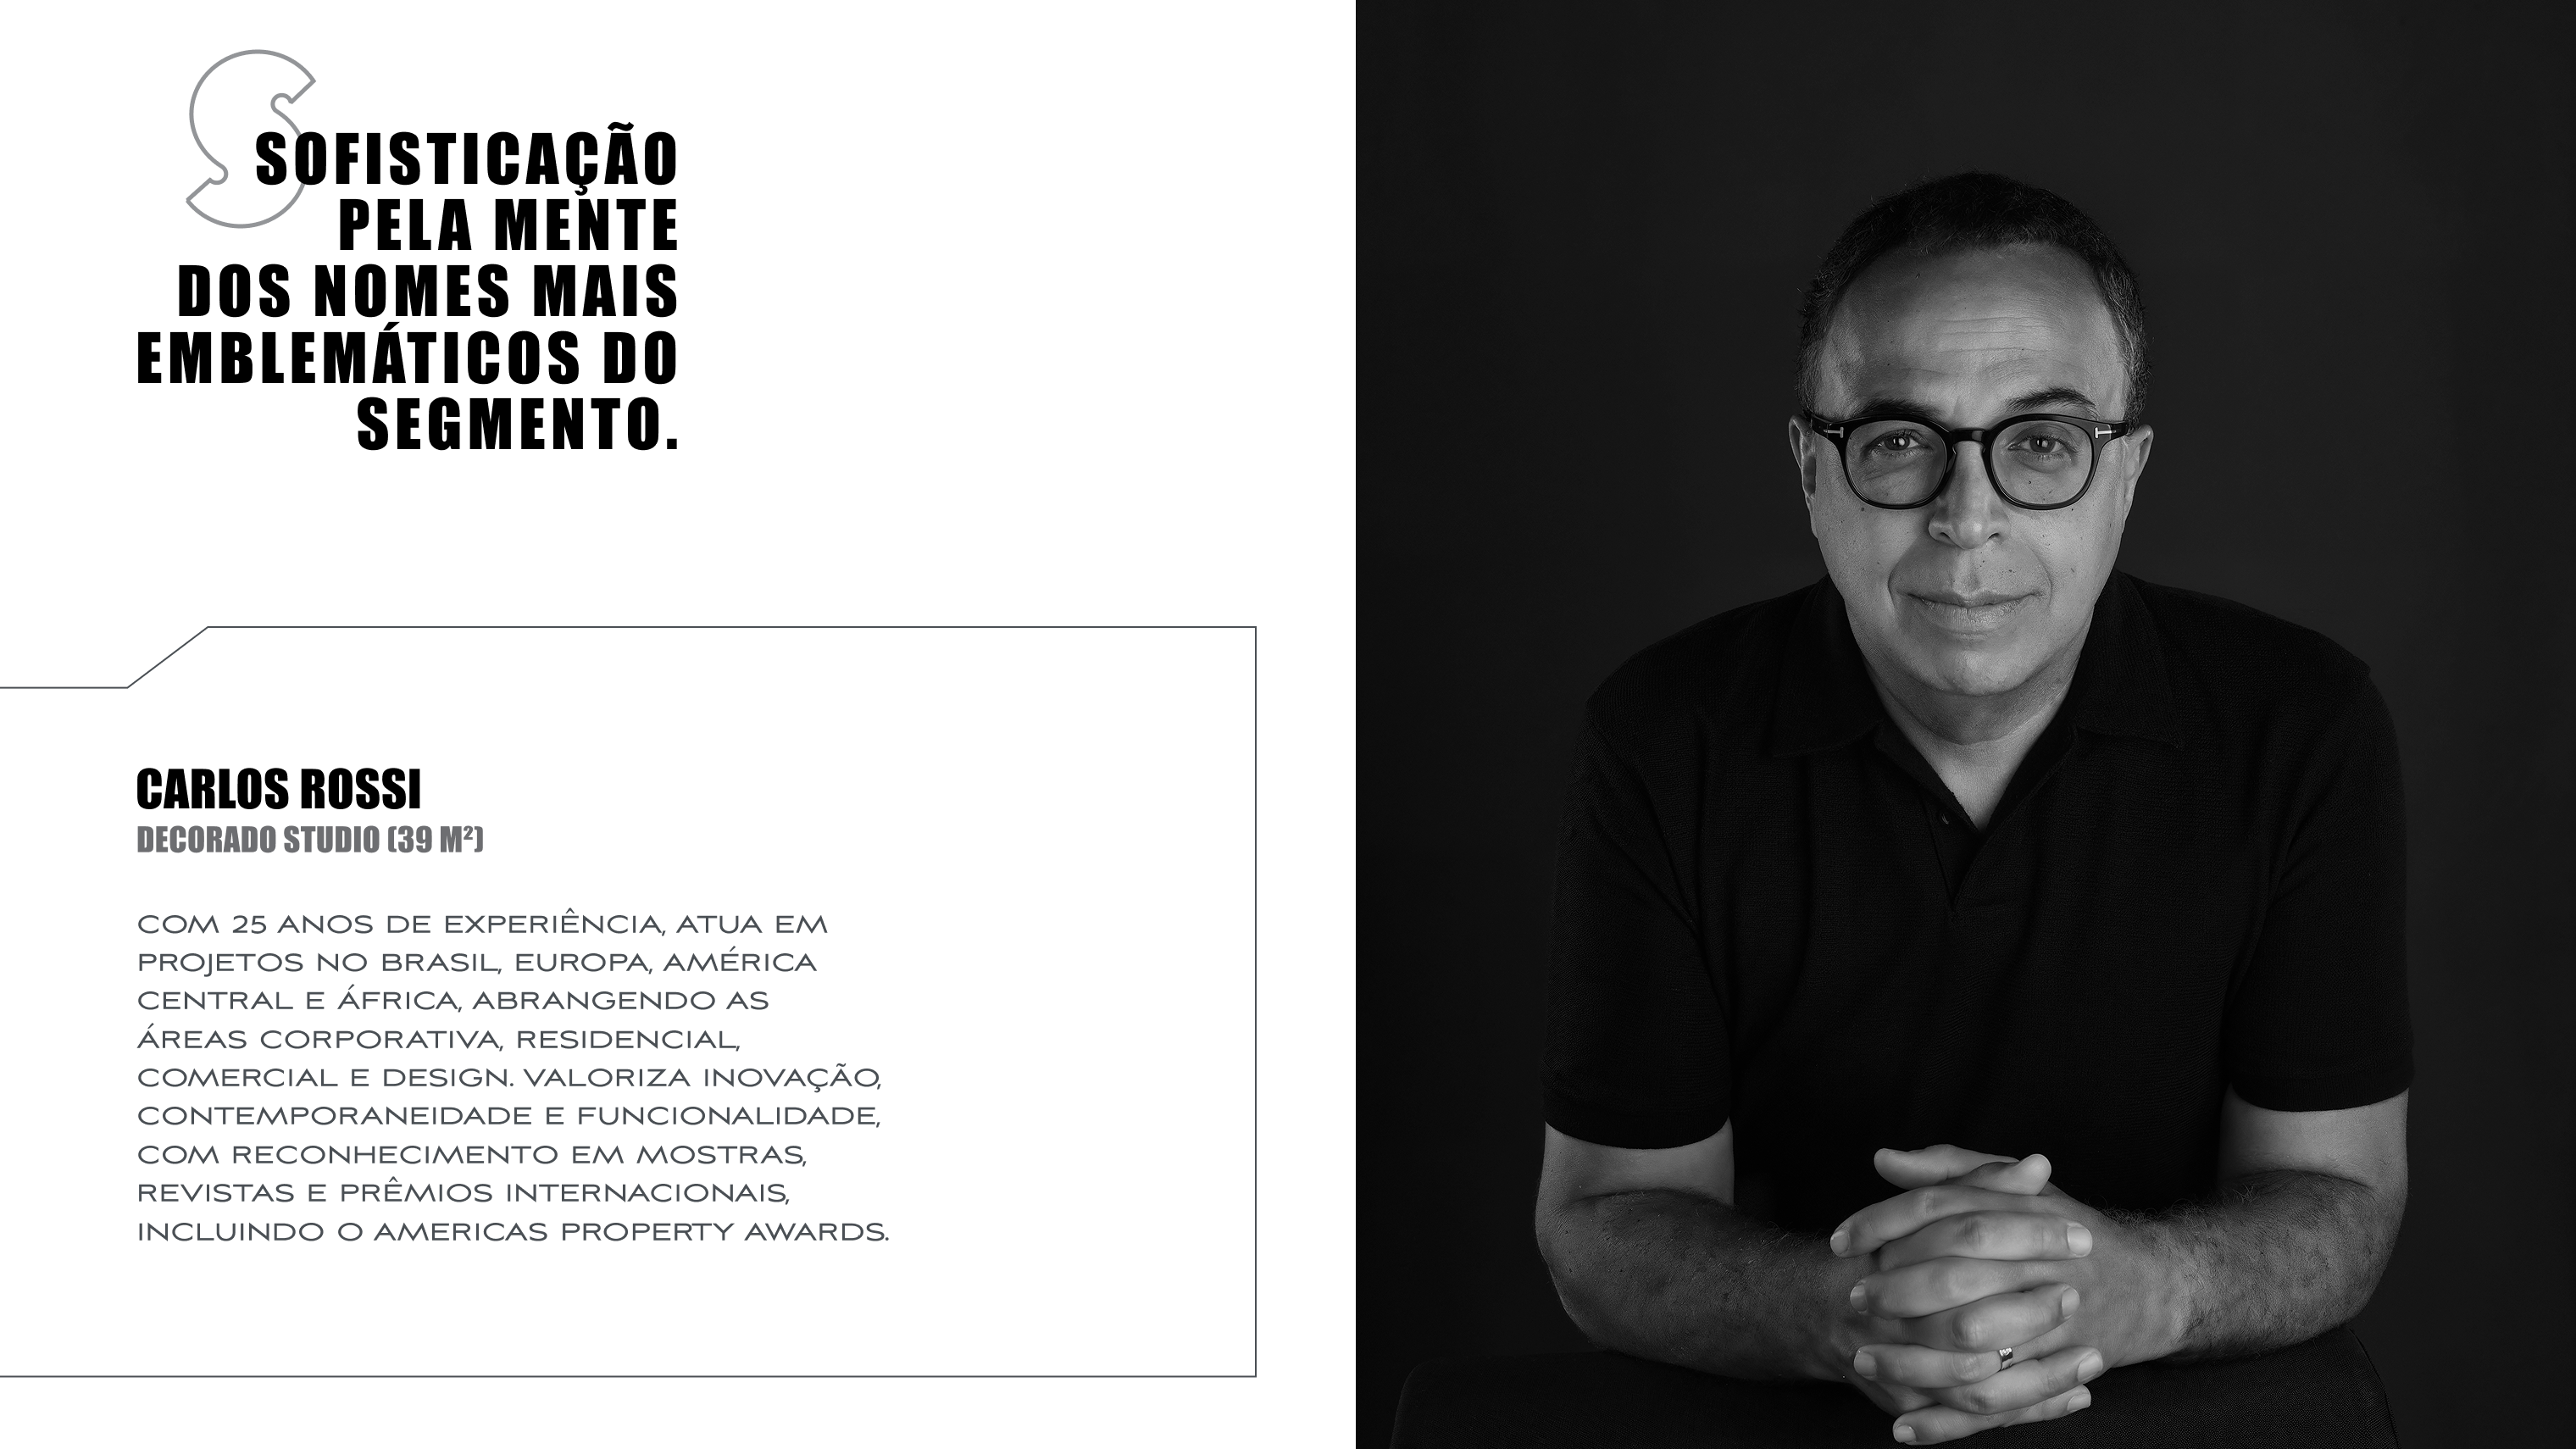 SOFISTICAÇÃO
PELA MENTE
DOS NOMES MAIS
EMBLEMÁTICOS DO
SEGMENTO.
CARLOS ROSSI
DECORADO STUDIO (39 M²)
COM 25 ANOS DE EXPERIÊNCIA, ATUA EM
PROJETOS NO BRASIL, EUROPA, AMÉRICA
CENTRAL E ÁFRICA, ABRANGENDO AS
ÁREAS CORPORATIVA, RESIDENCIAL,
COMERCIAL E DESIGN. VALORIZA INOVAÇÃO,
CONTEMPORANEIDADE E FUNCIONALIDADE,
COM RECONHECIMENTO EM MOSTRAS,
REVISTAS E PRÊMIOS INTERNACIONAIS,
INCLUINDO O AMERICAS PROPERTY AWARDS.